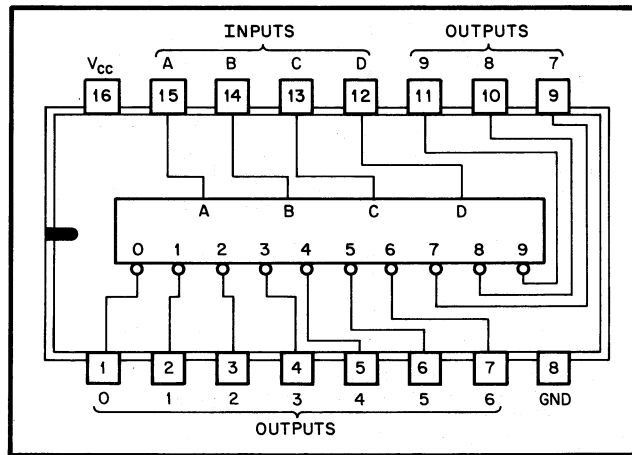 INPUTS OUTPUTS
VCC A B C D 9 8 7
16 15 14 13 12 11 10 9
A B C D
0 1 2 3 4 5 6 7 8 9
1 2 3 4 5 6 7 8
0 1 2 3 4 5 6 GND
OUTPUTS